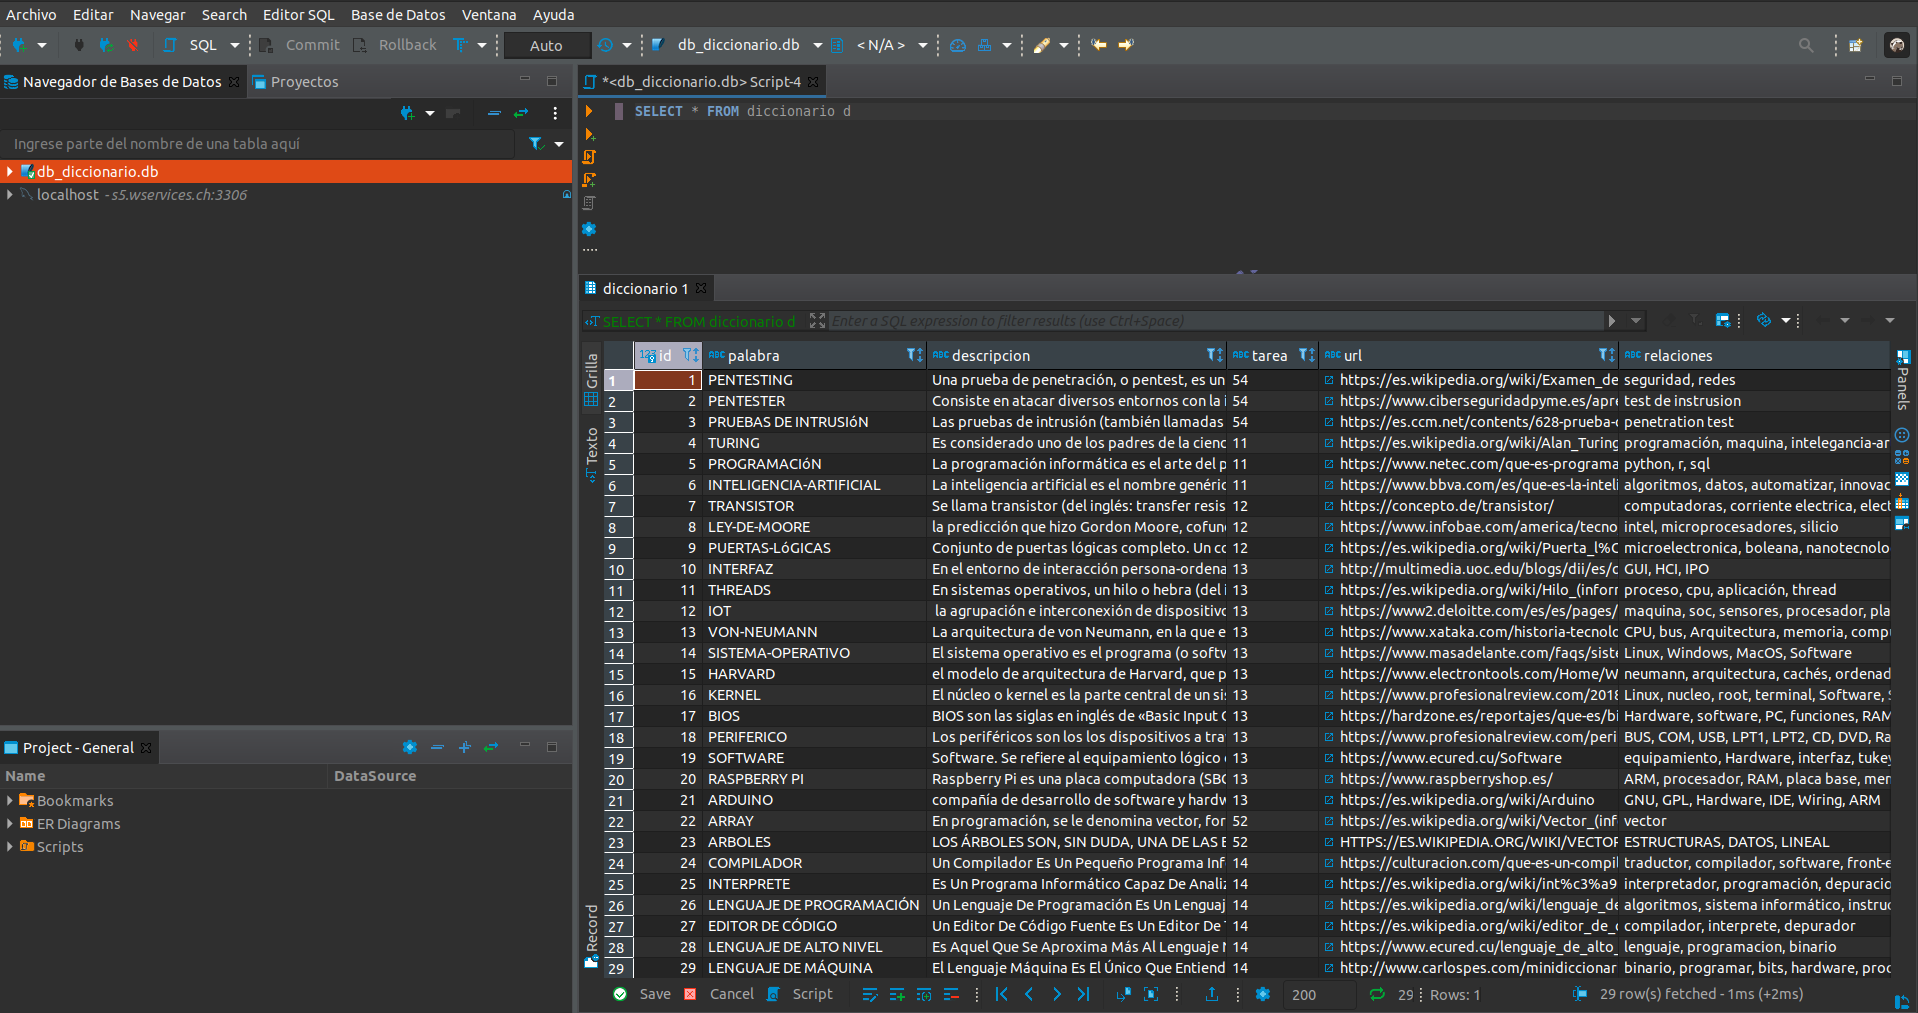 Archivo Editar Navegar Search Editor SQL Base de Datos Ventana Ayuda
SQL Commit Rollback Auto db_diccionario.db < N/A >
Navegador de Bases de Datos Proyectos
*<db_diccionario.db> Script-4
Ingrese parte del nombre de una tabla aquí
db_diccionario.db
localhost - s5.wservices.ch:3306
SELECT * FROM diccionario d
diccionario 1
SELECT * FROM diccionario d Enter a SQL expression to filter results (use Ctrl+Space)
Grilla
Texto
Record
Panels
123 id ABC palabra ABC descripcion ABC tarea ABC url ABC relaciones
1 1 PENTESTING Una prueba de penetración, o pentest, es un 54 https://es.wikipedia.org/wiki/Examen_de seguridad, redes
2 2 PENTESTER Consiste en atacar diversos entornos con la i 54 https://www.ciberseguridadpyme.es/apre test de instrusion
3 3 PRUEBAS DE INTRUSIóN Las pruebas de intrusión (también llamadas 54 https://es.ccm.net/contents/628-prueba- penetration test
4 4 TURING Es considerado uno de los padres de la cienc 11 https://es.wikipedia.org/wiki/Alan_Turing programación, maquina, intelegancia-ar
5 5 PROGRAMACIóN La programación informática es el arte del p 11 https://www.netec.com/que-es-programa python, r, sql
6 6 INTELIGENCIA-ARTIFICIAL La inteligencia artificial es el nombre genéric 11 https://www.bbva.com/es/que-es-la-inteli algoritmos, datos, automatizar, innovac
7 7 TRANSISTOR Se llama transistor (del inglés: transfer resis 12 https://concepto.de/transistor/ computadoras, corriente electrica, elect
8 8 LEY-DE-MOORE la predicción que hizo Gordon Moore, cofun 12 https://www.infobae.com/america/tecno intel, microprocesadores, silicio
9 9 PUERTAS-LóGICAS Conjunto de puertas lógicas completo. Un co 12 https://es.wikipedia.org/wiki/Puerta_l%C microelectronica, boleana, nanotecnolo
10 10 INTERFAZ En el entorno de interacción persona-ordena 13 http://multimedia.uoc.edu/blogs/dii/es/c GUI, HCI, IPO
11 11 THREADS En sistemas operativos, un hilo o hebra (del i 13 https://es.wikipedia.org/wiki/Hilo_(inform proceso, cpu, aplicación, thread
12 12 IOT la agrupación e interconexión de dispositivo 13 https://www2.deloitte.com/es/es/pages/ maquina, soc, sensores, procesador, pla
13 13 VON-NEUMANN La arquitectura de von Neumann, en la que e 13 https://www.xataka.com/historia-tecnolo CPU, bus, Arquitectura, memoria, compu
14 14 SISTEMA-OPERATIVO El sistema operativo es el programa (o softw 13 https://www.masadelante.com/faqs/siste Linux, Windows, MacOS, Software
15 15 HARVARD el modelo de arquitectura de Harvard, que p 13 https://www.electrontools.com/Home/W neumann, arquitectura, cachés, ordenad
16 16 KERNEL El núcleo o kernel es la parte central de un sis 13 https://www.profesionalreview.com/2018 Linux, nucleo, root, terminal, Software, S
17 17 BIOS BIOS son las siglas en inglés de «Basic Input O 13 https://hardzone.es/reportajes/que-es/bi Hardware, software, PC, funciones, RAM
18 18 PERIFERICO Los periféricos son los los dispositivos a tra 13 https://www.profesionalreview.com/peri BUS, COM, USB, LPT1, LPT2, CD, DVD, Ra
19 19 SOFTWARE Software. Se refiere al equipamiento lógico 13 https://www.ecured.cu/Software equipamiento, Hardware, interfaz, tukey
20 20 RASPBERRY PI Raspberry Pi es una placa computadora (SBC 13 https://www.raspberryshop.es/ ARM, procesador, RAM, placa base, mem
21 21 ARDUINO compañía de desarrollo de software y hardw 13 https://es.wikipedia.org/wiki/Arduino GNU, GPL, Hardware, IDE, Wiring, ARM
22 22 ARRAY En programación, se le denomina vector, for 52 https://es.wikipedia.org/wiki/Vector_(inf vector
23 23 ARBOLES LOS ÁRBOLES SON, SIN DUDA, UNA DE LAS E 52 HTTPS://ES.WIKIPEDIA.ORG/WIKI/VECTOR ESTRUCTURAS, DATOS, LINEAL
24 24 COMPILADOR Un Compilador Es Un Pequeño Programa Inf 14 https://culturacion.com/que-es-un-compil traductor, compilador, software, front-e
25 25 INTERPRETE Es Un Programa Informático Capaz De Analiz 14 https://es.wikipedia.org/wiki/int%c3%a9 interpretador, programación, depuracio
26 26 LENGUAJE DE PROGRAMACIÓN Un Lenguaje De Programación Es Un Lenguaj 14 https://es.wikipedia.org/wiki/lenguaje_de algoritmos, sistema informático, instruc
27 27 EDITOR DE CÓDIGO Un Editor De Código Fuente Es Un Editor De 14 https://es.wikipedia.org/wiki/editor_de_c compilador, interprete, depurador
28 28 LENGUAJE DE ALTO NIVEL Es Aquel Que Se Aproxima Más Al Lenguaje 14 https://www.ecured.cu/lenguaje_de_alto_ lenguaje, programacion, binario
29 29 LENGUAJE DE MÁQUINA El Lenguaje Máquina Es El Único Que Entiend 14 http://www.carlospes.com/minidiccionar binario, programar, bits, hardware, proc
Save Cancel Script 200 29 Rows: 1 29 row(s) fetched - 1ms (+2ms)
Project - General
Name DataSource
Bookmarks
ER Diagrams
Scripts